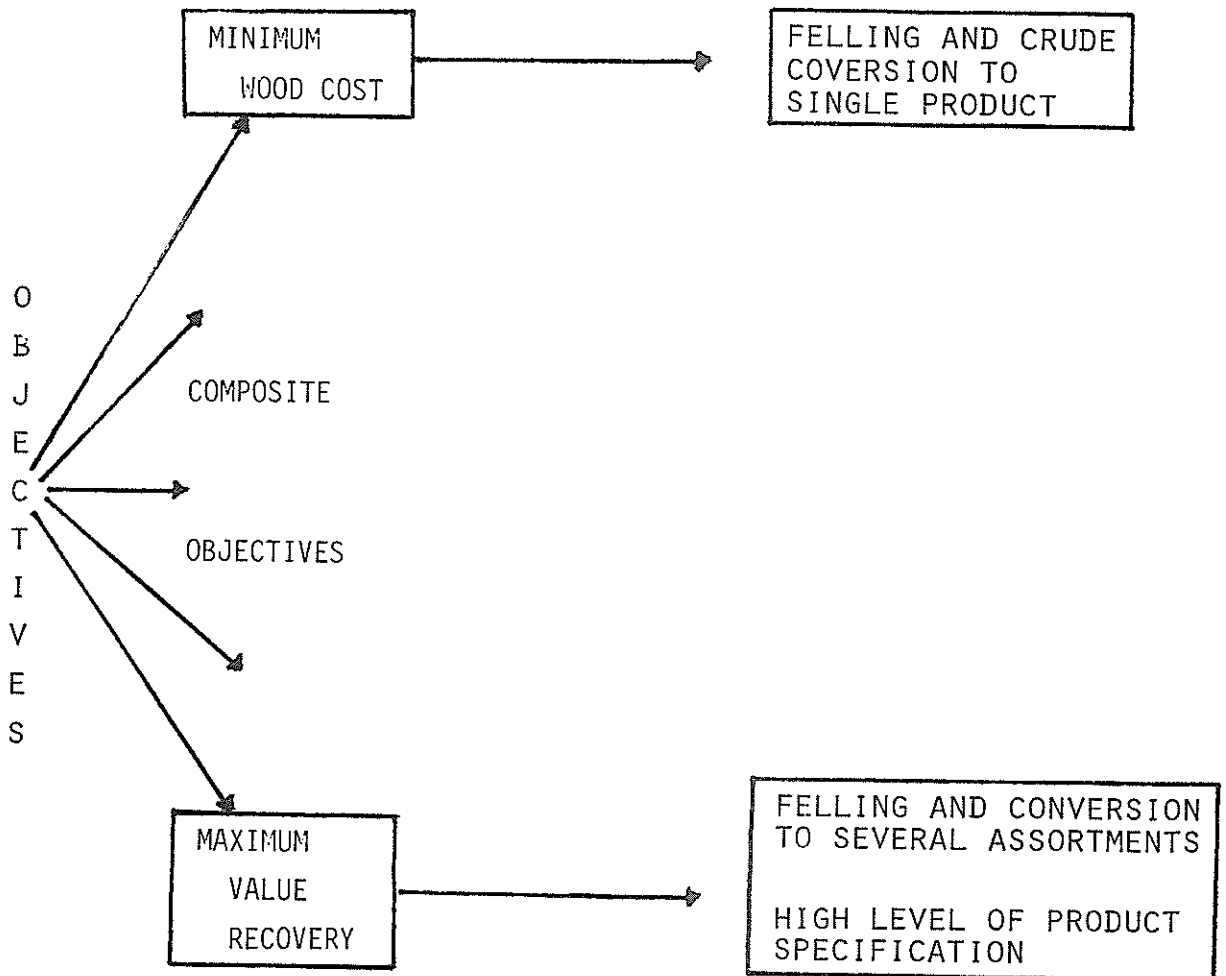 MINIMUM
WOOD COST
FELLING AND CRUDE
COVERSION TO
SINGLE PRODUCT
OBJECTIVES
COMPOSITE
OBJECTIVES
MAXIMUM
VALUE
RECOVERY
FELLING AND CONVERSION
TO SEVERAL ASSORTMENTS
HIGH LEVEL OF PRODUCT
SPECIFICATION